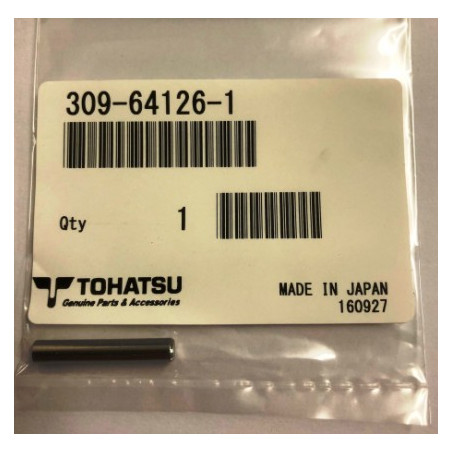 309-64126-1
Qty 1
TOHATSU
Genuine Parts & Accessories
MADE IN JAPAN
160927